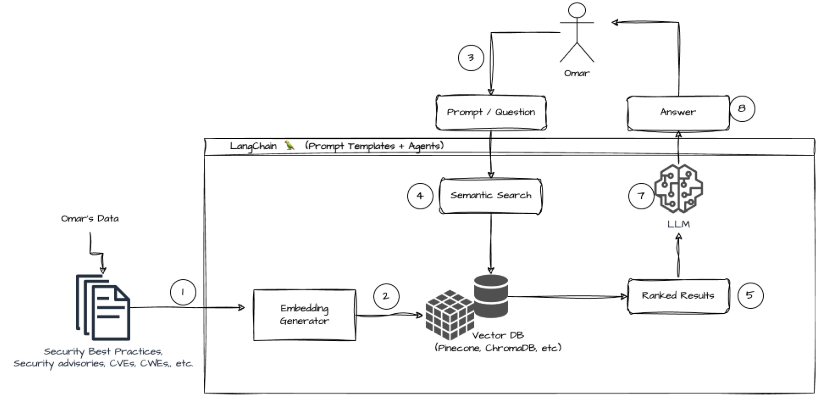 Omar
3
Prompt / Question
Answer
8
LangChain 🦜 (Prompt Templates + Agents)
4
Semantic Search
7
LLM
Omar's Data
1
Embedding
Generator
2
Ranked Results
5
Vector DB
(Pinecone, ChromaDB, etc)
Security Best Practices,
Security advisories, CVEs, CWEs,, etc.